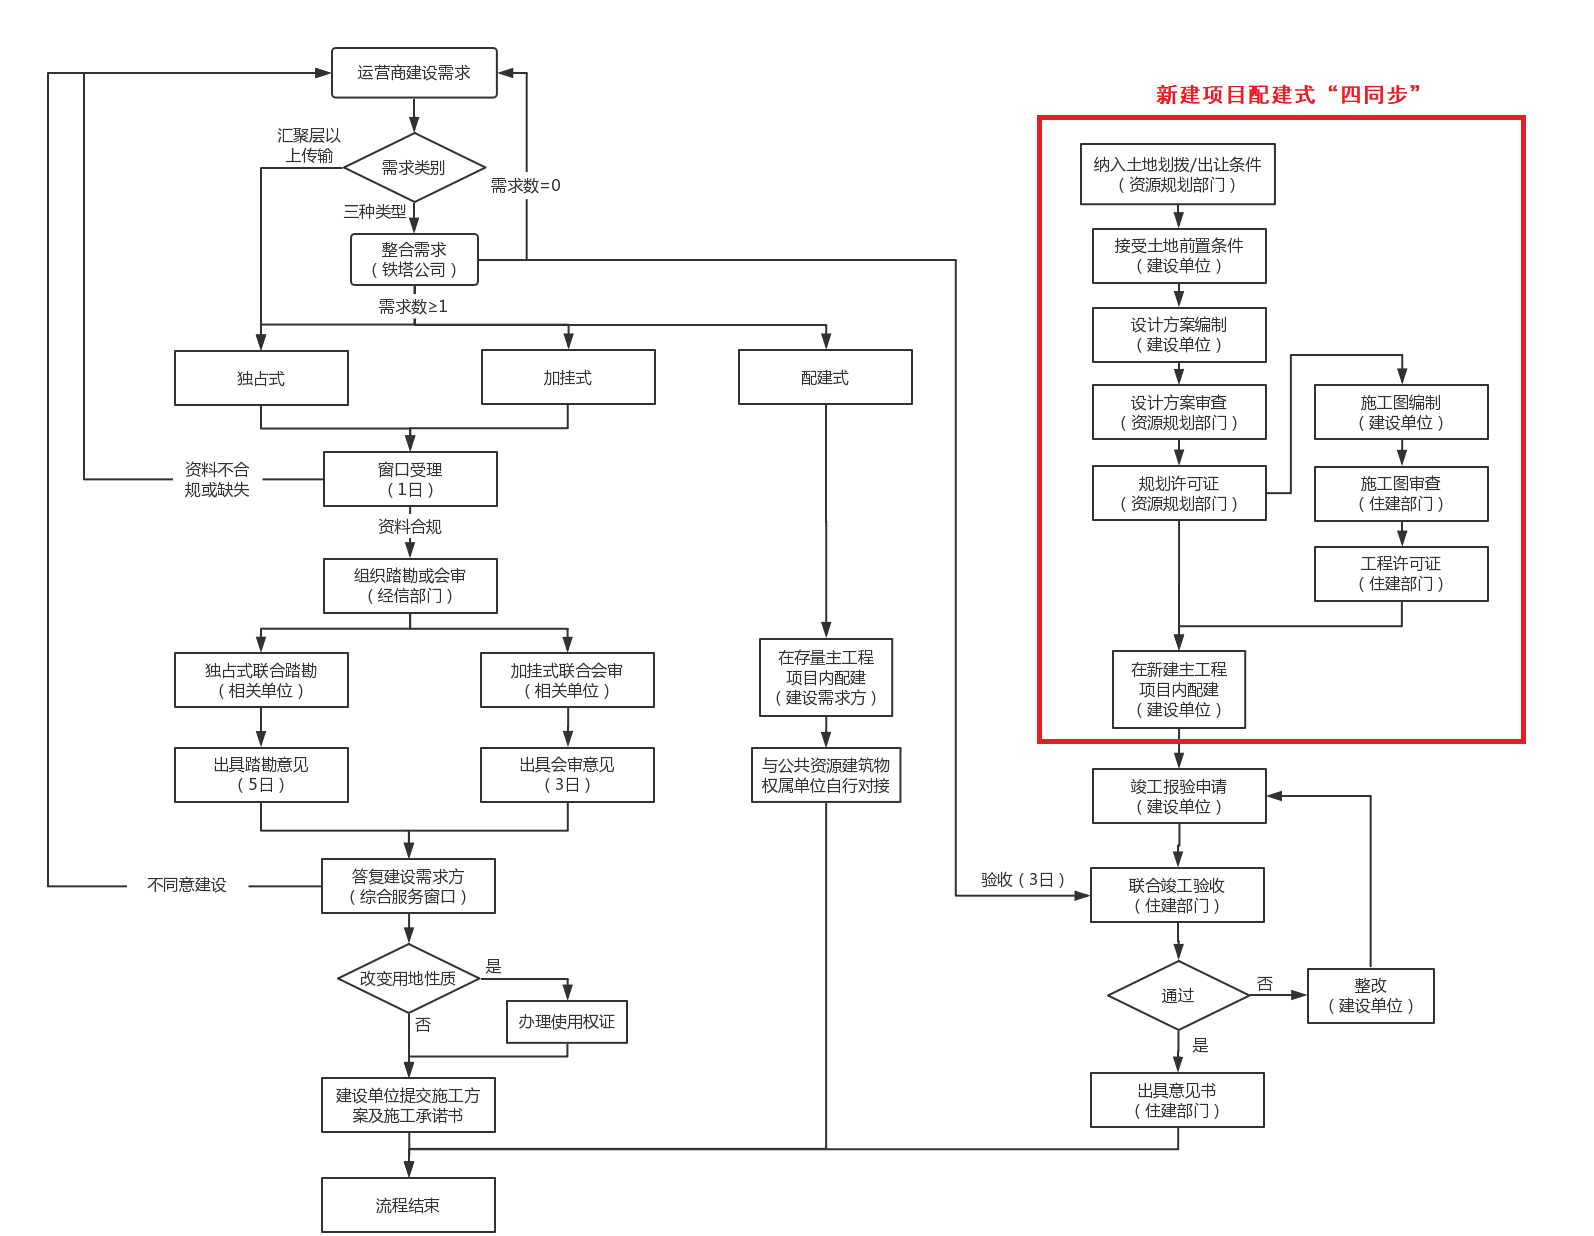 运营商建设需求
汇聚层以
上传输
需求类别
需求数=0
三种类型
整合需求
（铁塔公司）
需求数≥1
独占式
加挂式
配建式
资料不合
规或缺失
窗口受理
（1日）
资料合规
组织踏勘或会审
（经信部门）
独占式联合踏勘
（相关单位）
加挂式联合会审
（相关单位）
在存量主工程
项目内配建
（建设需求方）
出具踏勘意见
（5日）
出具会审意见
（3日）
与公共资源建筑物
权属单位自行对接
不同意建设
答复建设需求方
（综合服务窗口）
改变用地性质
是
否
办理使用权证
建设单位提交施工方
案及施工承诺书
流程结束
新建项目配建式“四同步”
纳入土地划拨/出让条件
（资源规划部门）
接受土地前置条件
（建设单位）
设计方案编制
（建设单位）
设计方案审查
（资源规划部门）
规划许可证
（资源规划部门）
施工图编制
（建设单位）
施工图审查
（住建部门）
工程许可证
（住建部门）
在新建主工程
项目内配建
（建设单位）
竣工报验申请
（建设单位）
验收（3日）
联合竣工验收
（住建部门）
通过
否
整改
（建设单位）
是
出具意见书
（住建部门）